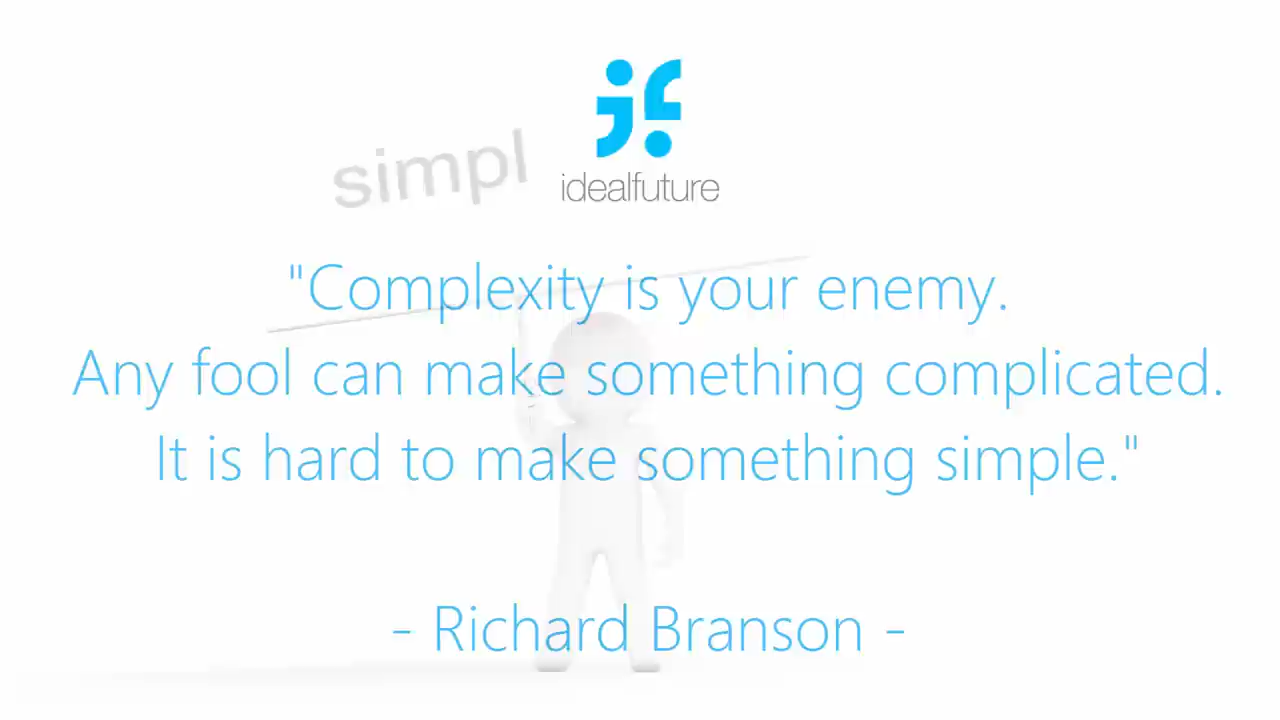 simpl
idealfuture
"Complexity is your enemy.
Any fool can make something complicated.
It is hard to make something simple."
- Richard Branson -